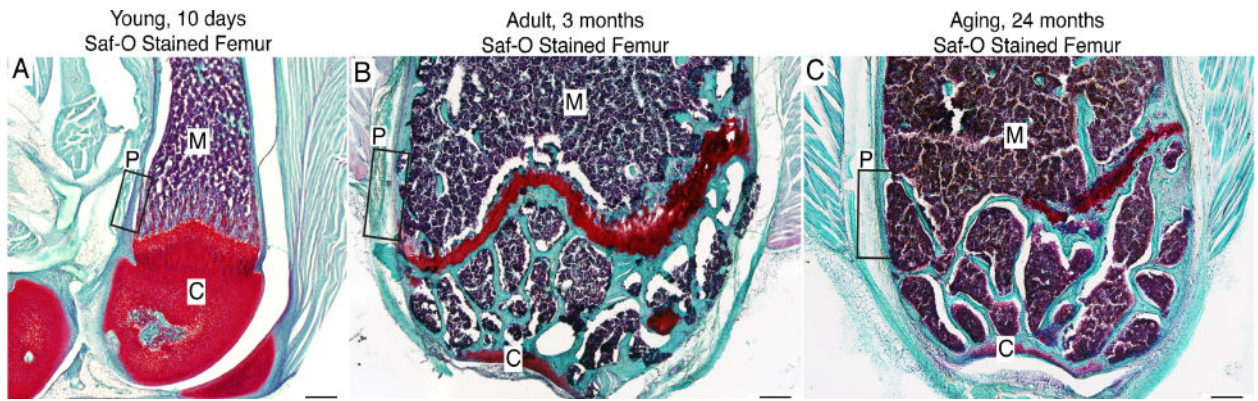 Young, 10 days
Saf-O Stained Femur
Adult, 3 months
Saf-O Stained Femur
Aging, 24 months
Saf-O Stained Femur
A
P
M
C
B
P
M
C
C
P
M
C